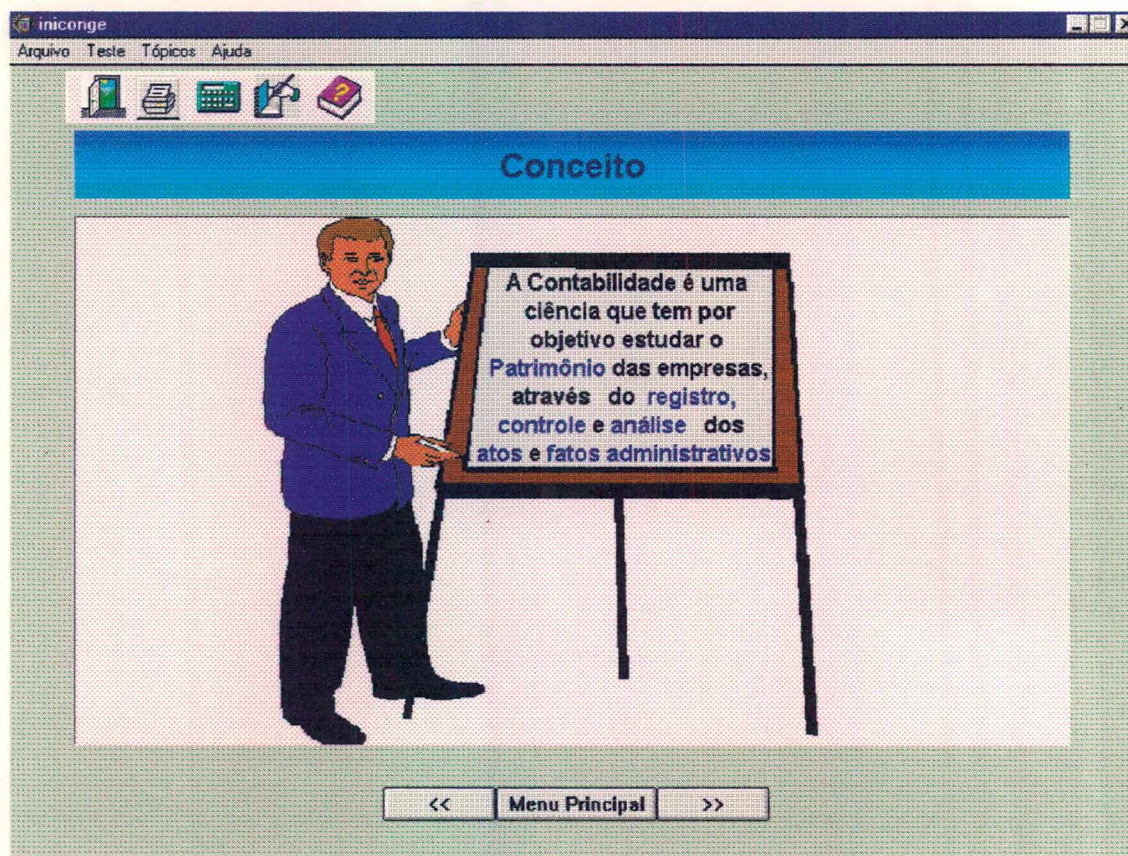 iniconge
Arquivo Teste Tópicos Ajuda
?
Conceito
A Contabilidade é uma
ciência que tem por
objetivo estudar o
Patrimônio das empresas,
através do registro,
controle e análise dos
atos e fatos administrativos
<< Menu Principal >>